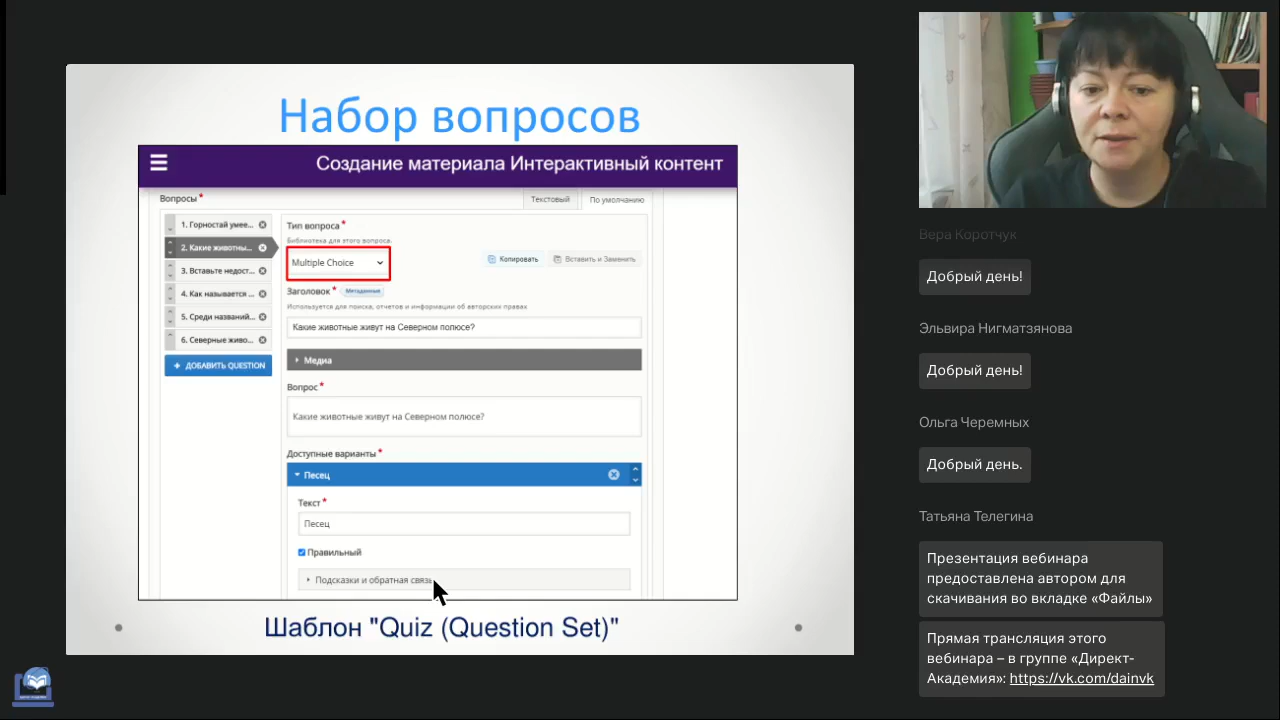 Набор вопросов
Создание материала Интерактивный контент
Вопросы*
Текстовый
По умолчанию
1. Горностай умее...
2. Какие животны...
3. Вставьте недост...
4. Как называется ...
5. Среди названий...
6. Северные живо...
+ ДОБАВИТЬ QUESTION
Тип вопроса*
Библиотека для этого вопроса.
Multiple Choice
Копировать
Вставить и Заменить
Заголовок*
Метаданные
Используется для поиска, отчетов и информации об авторских правах
Какие животные живут на Северном полюсе?
Медиа
Вопрос*
Какие животные живут на Северном полюсе?
Доступные варианты*
Песец
Текст*
Песец
Правильный
Подсказки и обратная связь
Шаблон "Quiz (Question Set)"
Вера Коротчук
Добрый день!
Эльвира Нигматзянова
Добрый день!
Ольга Черемных
Добрый день.
Татьяна Телегина
Презентация вебинара
предоставлена автором для
скачивания во вкладке «Файлы»
Прямая трансляция этого
вебинара – в группе «Директ-
Академия»: https://vk.com/dainvk